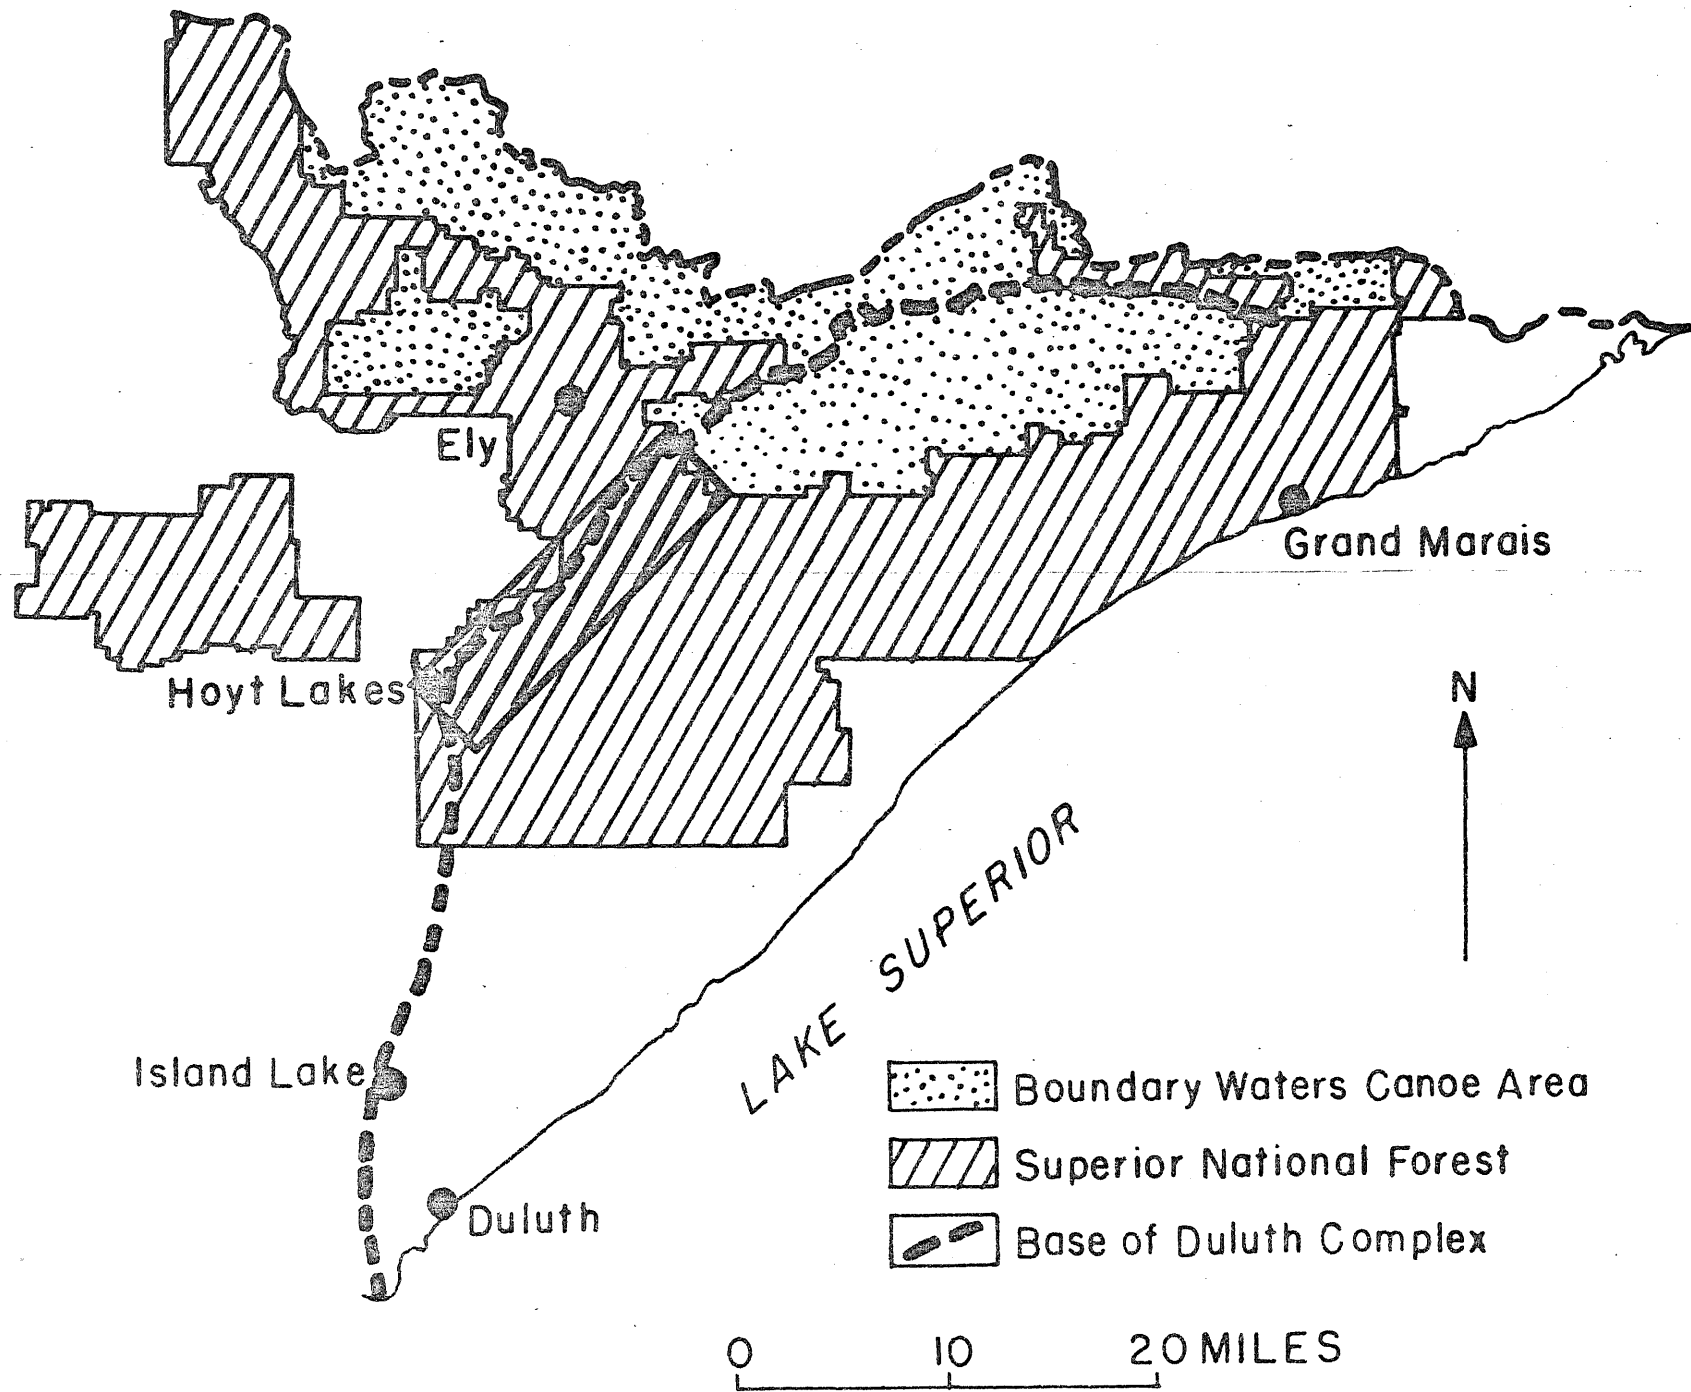 Ely
Grand Marais
Hoyt Lakes
N
LAKE SUPERIOR
Island Lake
Boundary Waters Canoe Area
Superior National Forest
Duluth
Base of Duluth Complex
0 10 20 MILES